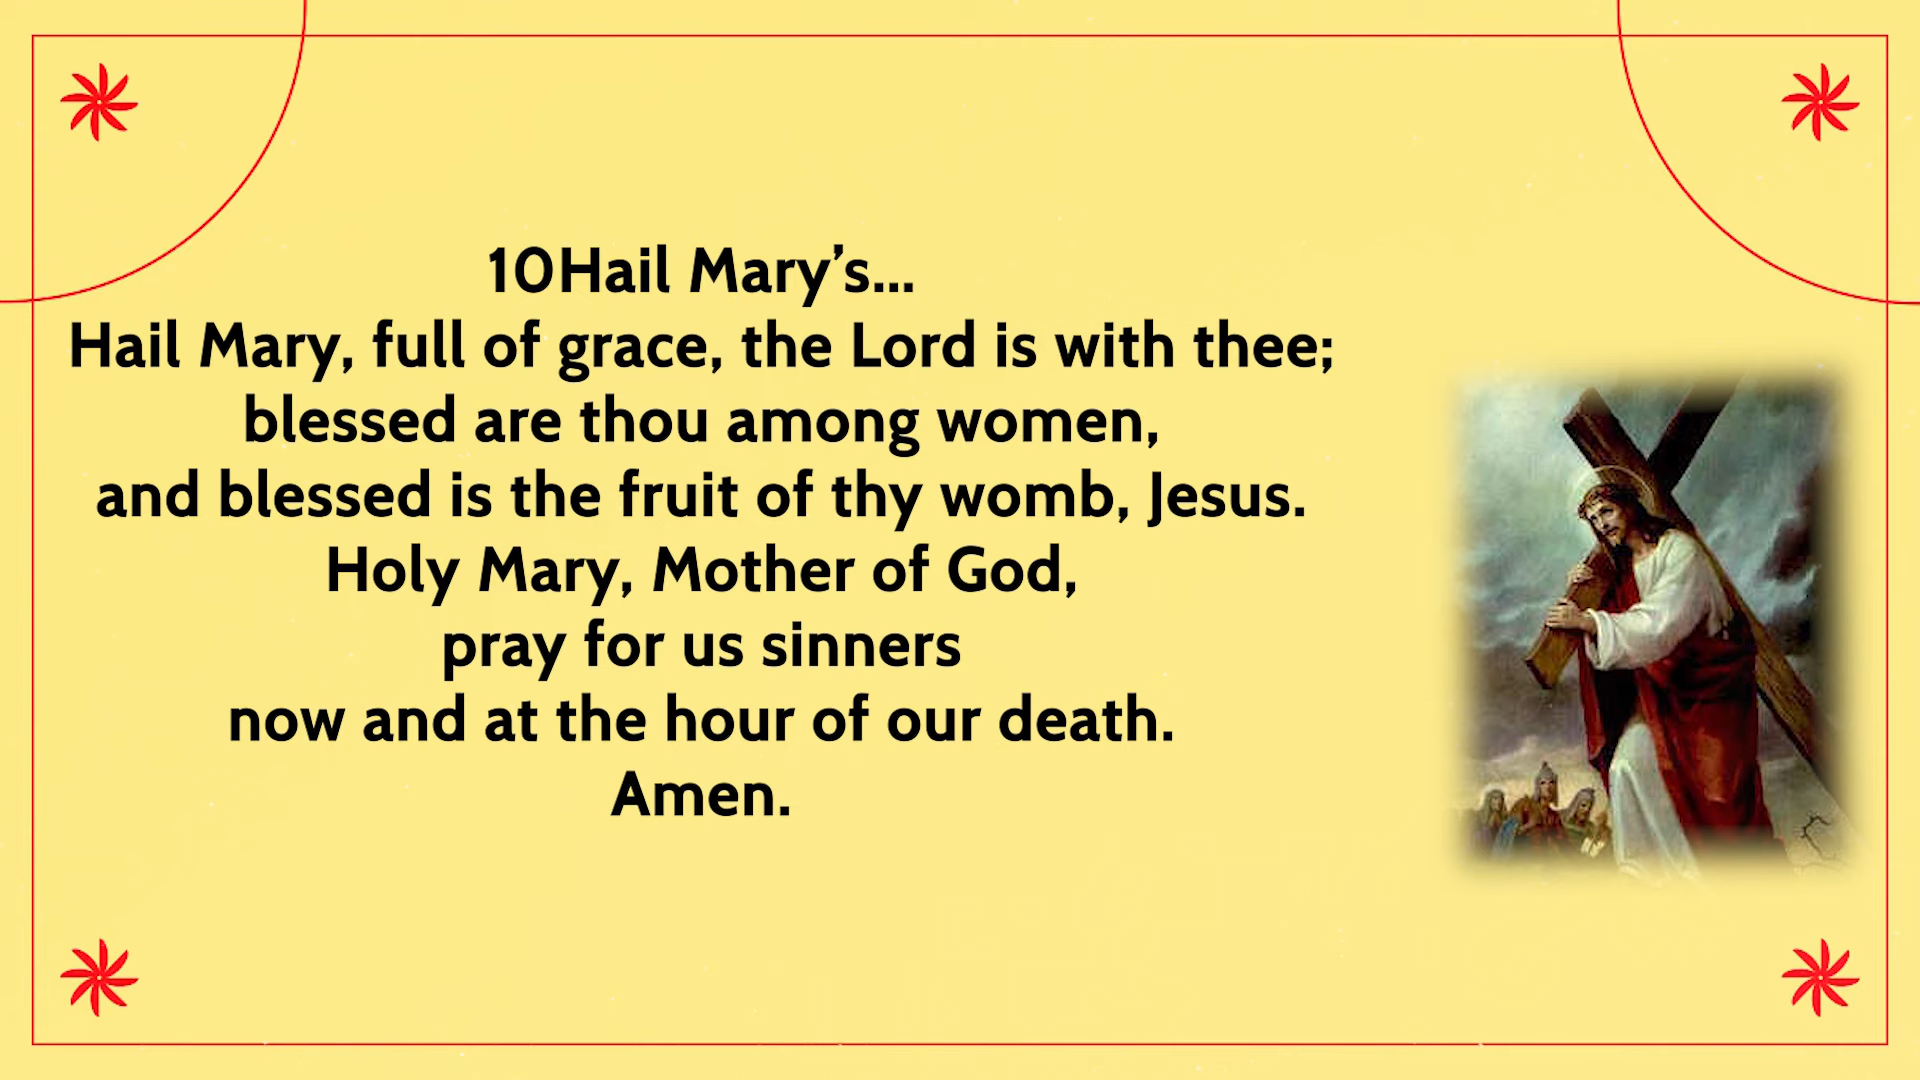 10Hail Mary’s...
Hail Mary, full of grace, the Lord is with thee;
blessed are thou among women,
and blessed is the fruit of thy womb, Jesus.
Holy Mary, Mother of God,
pray for us sinners
now and at the hour of our death.
Amen.